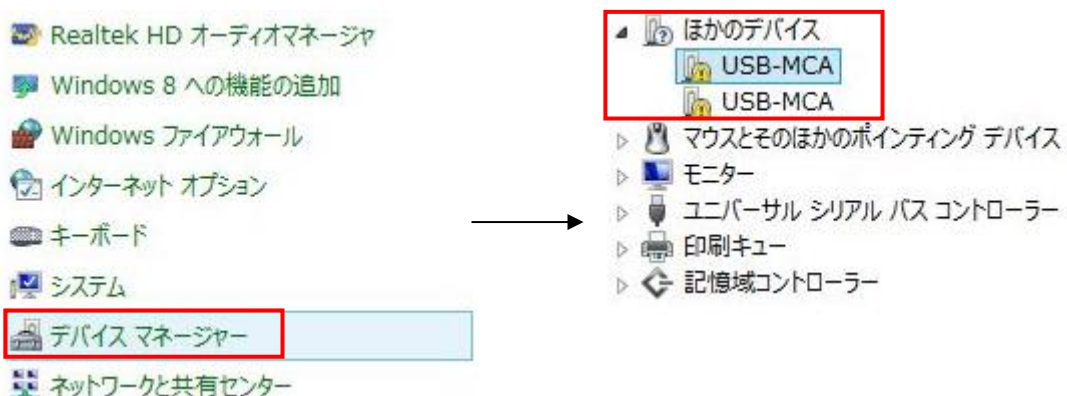 Realtek HD オーディオマネージャ
Windows 8 への機能の追加
Windows ファイアウォール
インターネット オプション
キーボード
システム
デバイス マネージャー
ネットワークと共有センター
ほかのデバイス
USB-MCA
USB-MCA
マウスとそのほかのポインティング デバイス
モニター
ユニバーサル シリアル バス コントローラー
印刷キュー
記憶域コントローラー